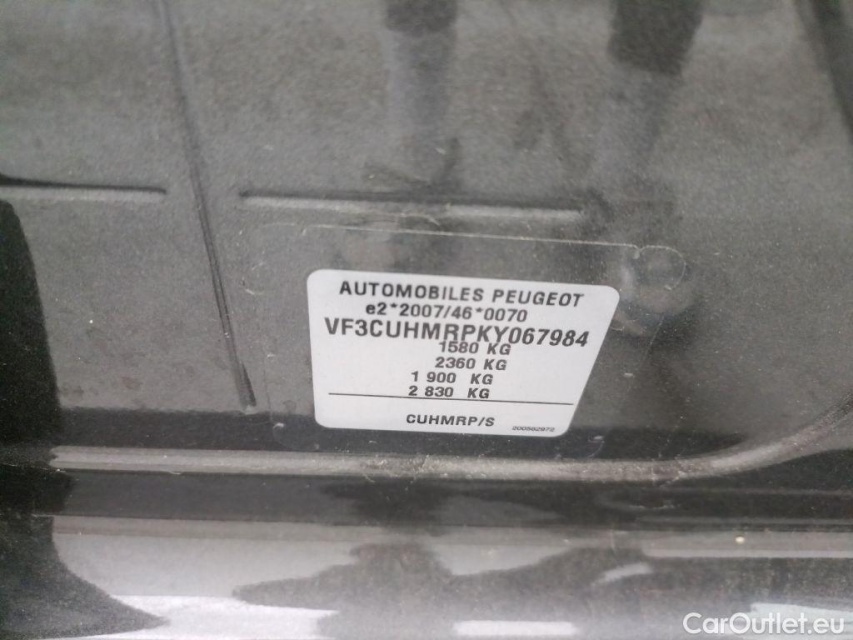 AUTOMOBILES PEUGEOT
e2*2007/46*0070
VF3CUHMRPKY067984
1580 KG
2360 KG
1 900 KG
2 830 KG
CUHMRP/S
CarOutlet.eu